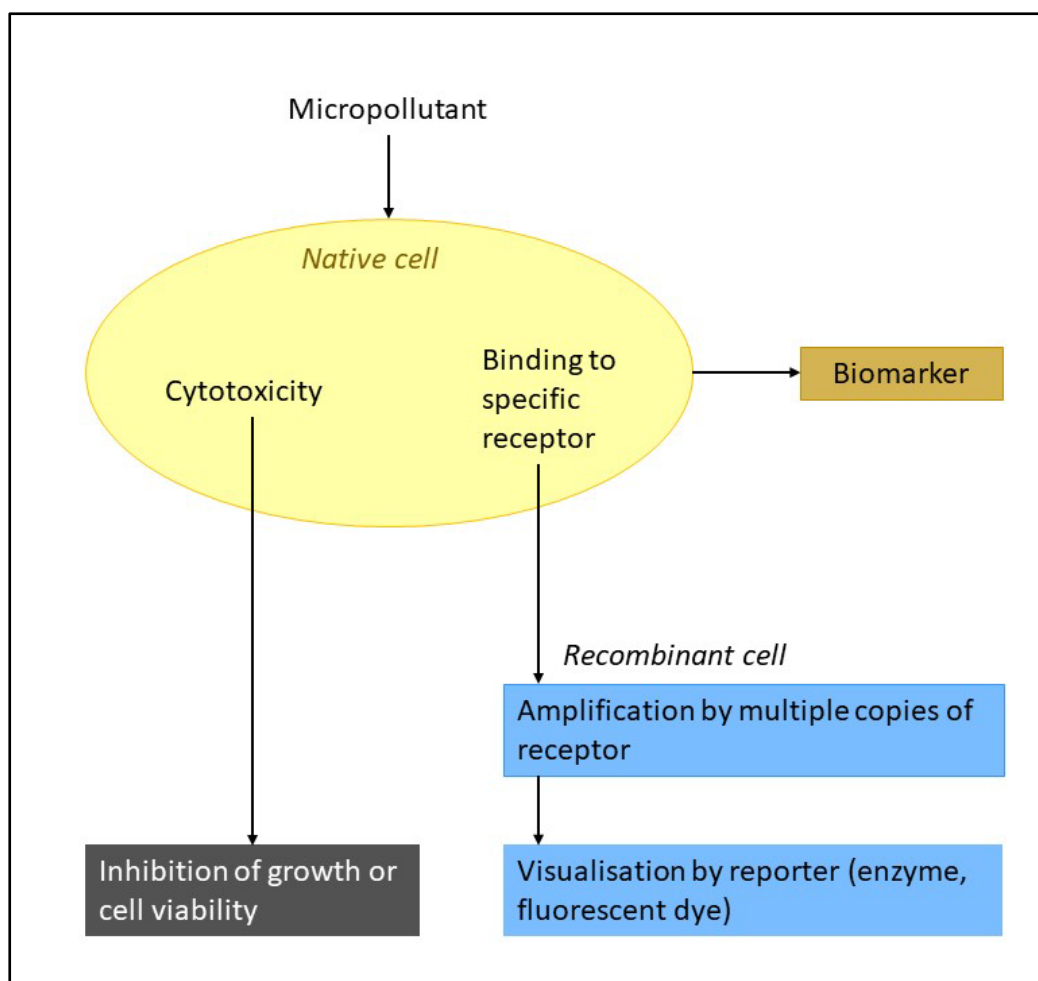 Micropollutant
Native cell
Cytotoxicity
Binding to
specific
receptor
Biomarker
Recombinant cell
Amplification by multiple copies of
receptor
Inhibition of growth or
cell viability
Visualisation by reporter (enzyme,
fluorescent dye)